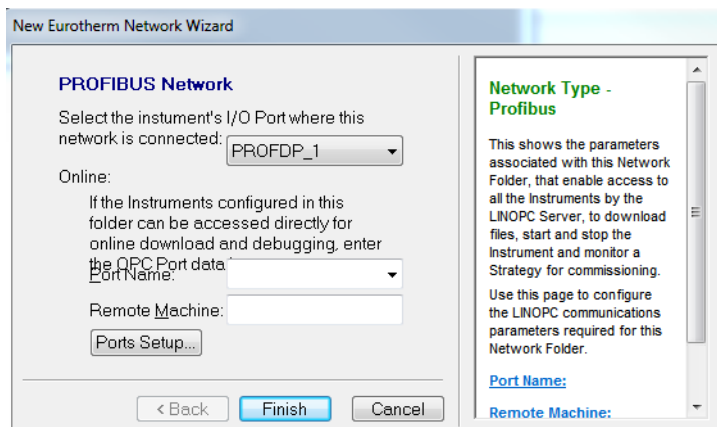 New Eurotherm Network Wizard
PROFIBUS Network
Select the instument's I/O Port where this
network is connected:
PROFDP_1
Online:
If the Instruments configured in this
folder can be accessed directly for
online download and debugging, enter
the OPC Port data
Port Name:
Remote Machine:
Ports Setup...
< Back
Finish
Cancel
Network Type -
Profibus
This shows the parameters
associated with this Network
Folder, that enable access to
all the Instruments by the
LINOPC Server, to download
files, start and stop the
Instrument and monitor a
Strategy for commissioning.
Use this page to configure
the LINOPC communications
parameters required for this
Network Folder.
Port Name:
Remote Machine: